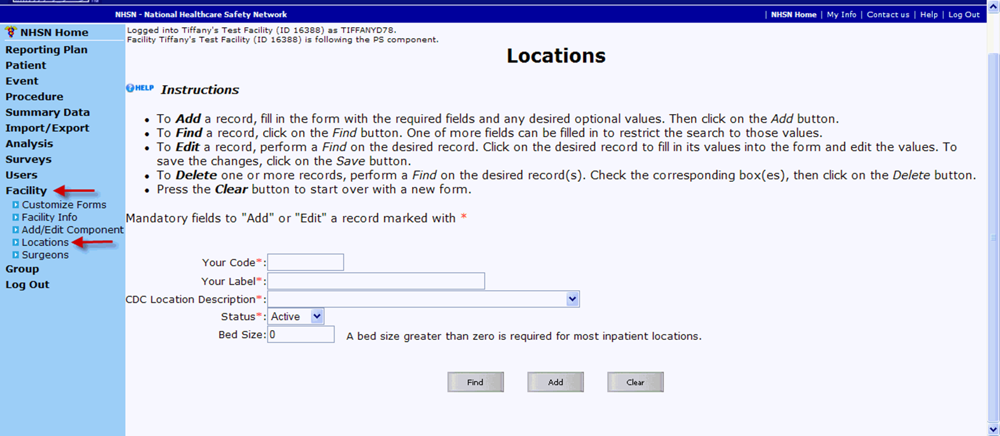 NHSN - National Healthcare Safety Network
| NHSN Home | My Info | Contact us | Help | Log Out
NHSN Home
Reporting Plan
Patient
Event
Procedure
Summary Data
Import/Export
Analysis
Surveys
Users
Facility
Customize Forms
Facility Info
Add/Edit Component
Locations
Surgeons
Group
Log Out
Logged into Tiffany's Test Facility (ID 16388) as TIFFANYD78.
Facility Tiffany's Test Facility (ID 16388) is following the PS component.
Locations
HELP Instructions
• To Add a record, fill in the form with the required fields and any desired optional values. Then click on the Add button.
• To Find a record, click on the Find button. One of more fields can be filled in to restrict the search to those values.
• To Edit a record, perform a Find on the desired record. Click on the desired record to fill in its values into the form and edit the values. To
save the changes, click on the Save button.
• To Delete one or more records, perform a Find on the desired record(s). Check the corresponding box(es), then click on the Delete button.
• Press the Clear button to start over with a new form.
Mandatory fields to "Add" or "Edit" a record marked with *
Your Code*:
Your Label*:
CDC Location Description*:
Status*: Active
Bed Size: 0 A bed size greater than zero is required for most inpatient locations.
Find Add Clear